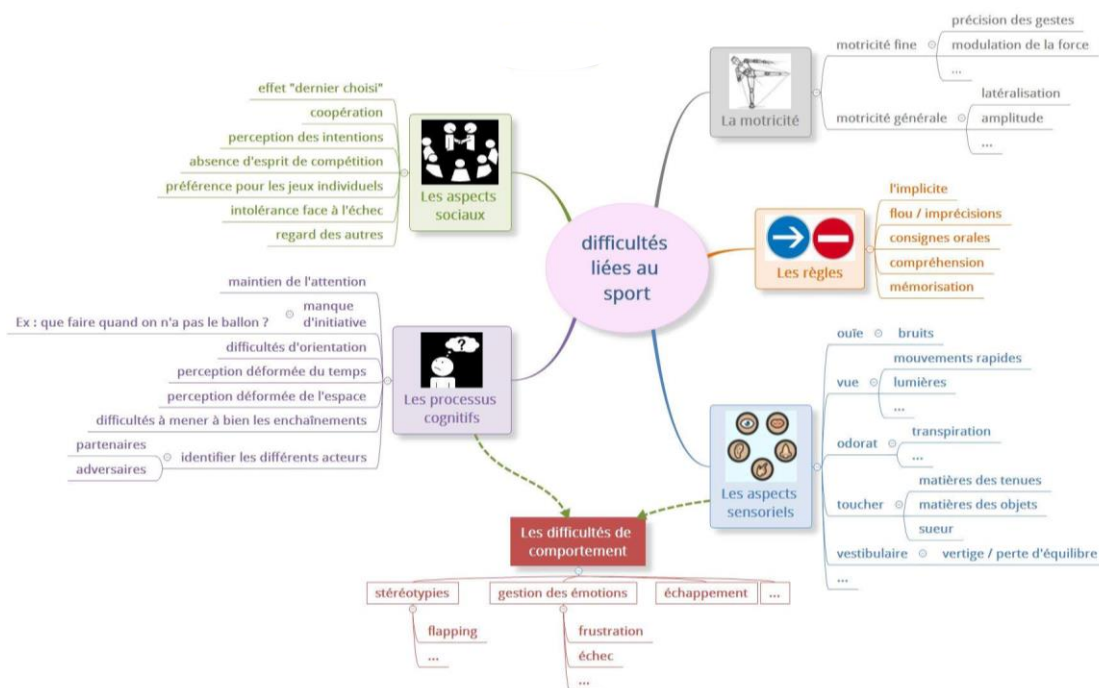 difficultés
liées au
sport
La motricité
motricité fine
précision des gestes
modulation de la force
...
motricité générale
latéralisation
amplitude
...
Les règles
l'implicite
flou / imprécisions
consignes orales
compréhension
mémorisation
Les aspects
sensoriels
ouïe
bruits
vue
mouvements rapides
lumières
...
odorat
transpiration
...
toucher
matières des tenues
matières des objets
sueur
vestibulaire
vertige / perte d'équilibre
...
Les aspects
sociaux
effet "dernier choisi"
coopération
perception des intentions
absence d'esprit de compétition
préférence pour les jeux individuels
intolérance face à l'échec
regard des autres
?
Les processus
cognitifs
maintien de l'attention
manque
d'initiative
Ex : que faire quand on n'a pas le ballon ?
difficultés d'orientation
perception déformée du temps
perception déformée de l'espace
difficultés à mener à bien les enchaînements
identifier les différents acteurs
partenaires
adversaires
Les difficultés de
comportement
stéréotypies
flapping
...
gestion des émotions
frustration
échec
...
échappement
...